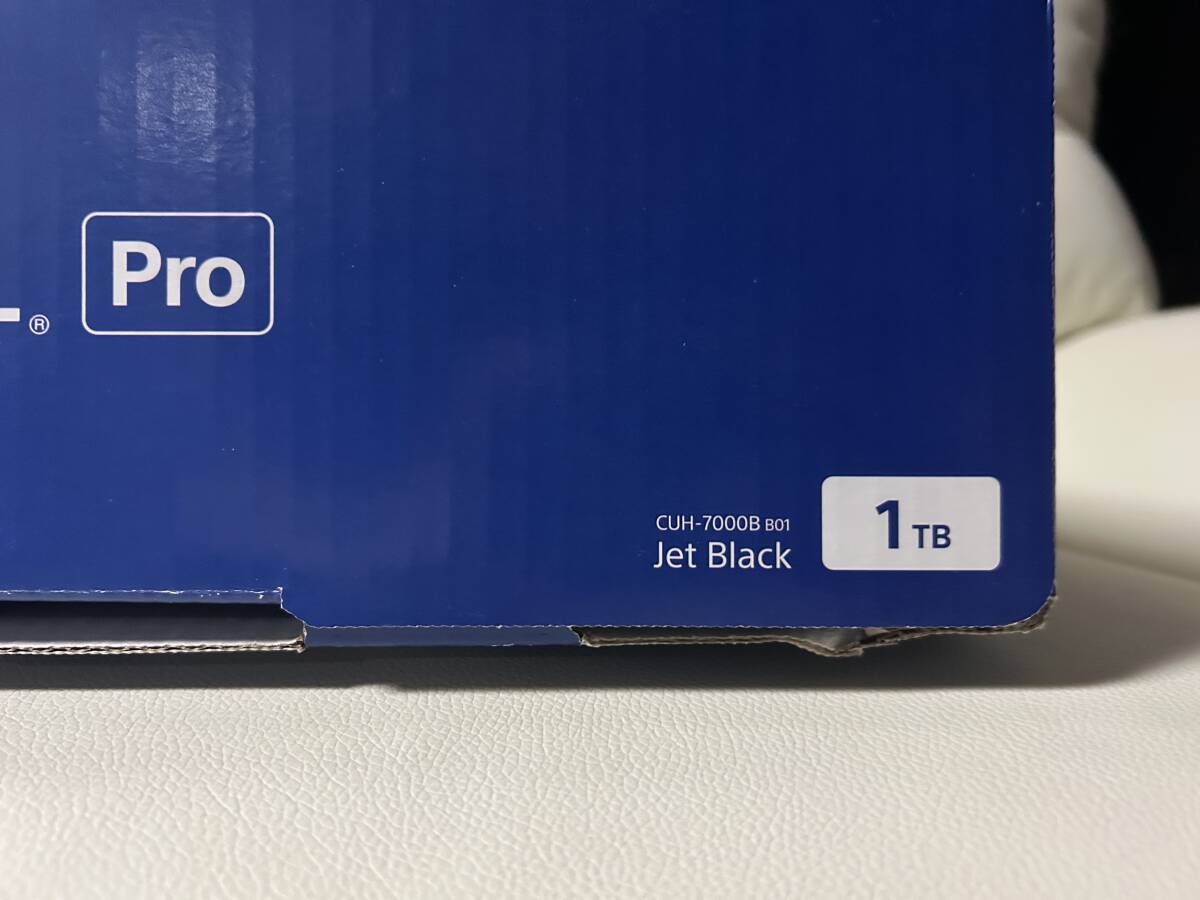 Pro
®
CUH-7000B B01
Jet Black
1TB